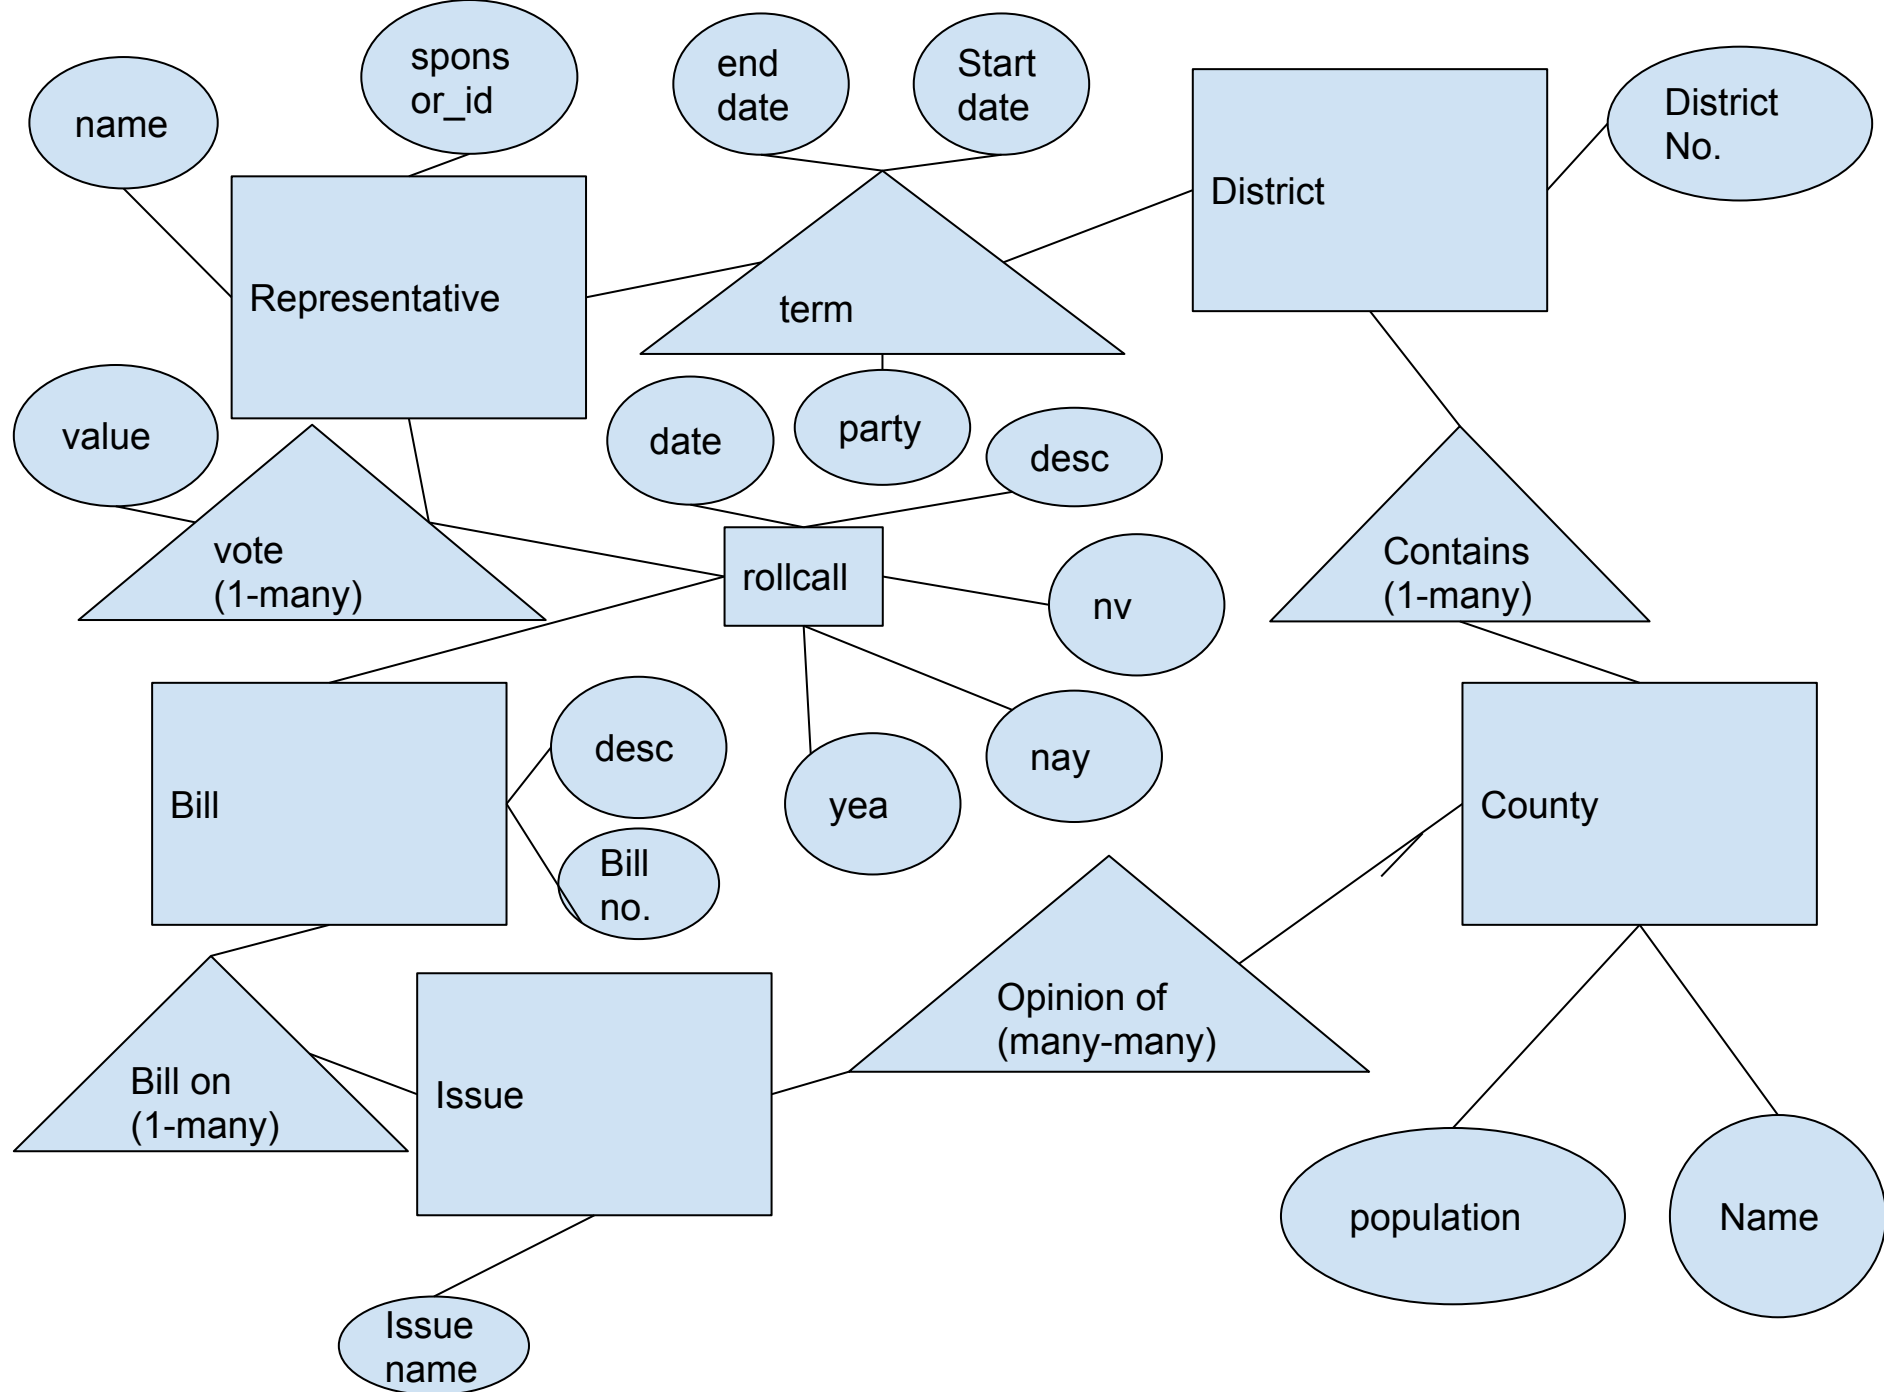 spons
or_id
end
date
Start
date
District
No.
name
District
Representative
term
value
date
party
desc
vote
(1-many)
rollcall
nv
Contains
(1-many)
desc
nay
Bill
yea
County
Bill
no.
Opinion of
(many-many)
Bill on
(1-many)
Issue
population
Name
Issue
name